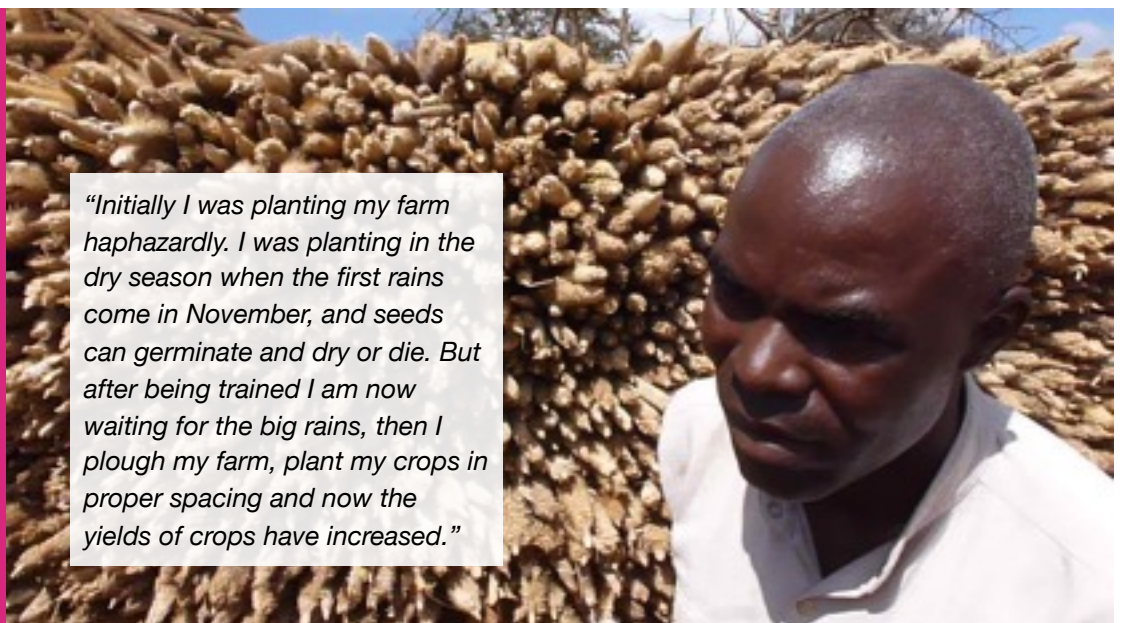 “Initially I was planting my farm
haphazardly. I was planting in the
dry season when the first rains
come in November, and seeds
can germinate and dry or die. But
after being trained I am now
waiting for the big rains, then I
plough my farm, plant my crops in
proper spacing and now the
yields of crops have increased.”